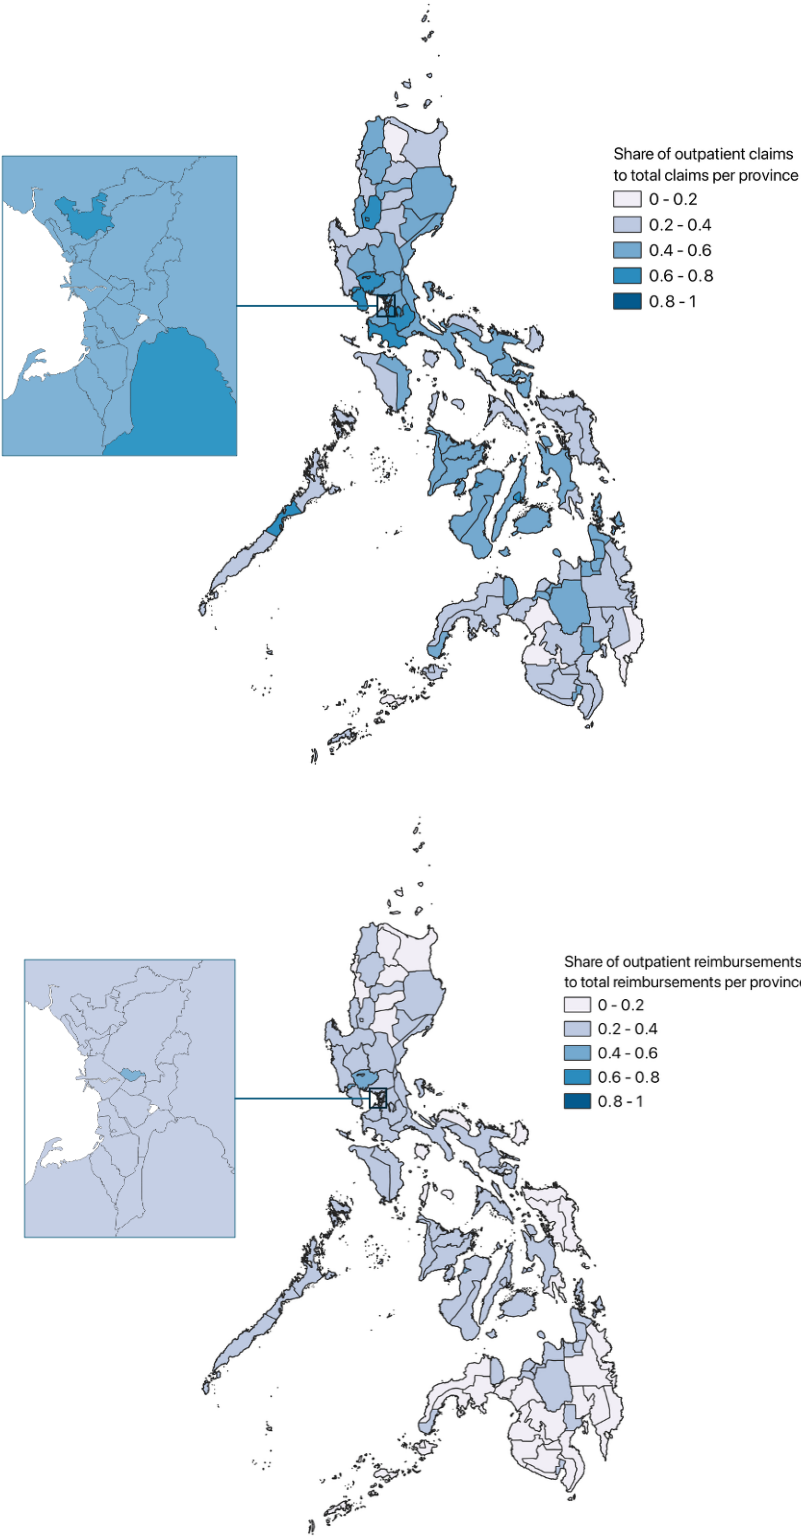 Share of outpatient claims
to total claims per province
0 - 0.2
0.2 - 0.4
0.4 - 0.6
0.6 - 0.8
0.8 - 1
Share of outpatient reimbursements
to total reimbursements per provinc
0 - 0.2
0.2 - 0.4
0.4 - 0.6
0.6 - 0.8
0.8 - 1